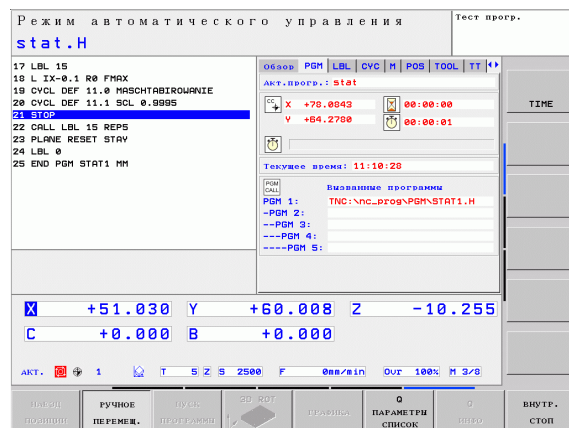 Режим автоматического управления
Тест прогр.
stat.H
17 LBL 15
18 L IX-0.1 R0 FMAX
19 CYCL DEF 11.0 MASCHTABIROWANIE
20 CYCL DEF 11.1 SCL 0.9995
21 STOP
22 CALL LBL 15 REP5
23 PLANE RESET STAY
24 LBL 0
25 END PGM STAT1 MM
Обзор PGM LBL CYC M POS TOOL TT
Акт.прогр.: stat
CC X +78.0843 00:00:00
Y +64.2780 00:00:01
Текущее время: 11:10:28
PGM CALL Вызванные программы
PGM 1: TNC:\nc_prog\PGM\STAT1.H
-PGM 2:
--PGM 3:
---PGM 4:
----PGM 5:
TIME
X +51.030 Y +60.008 Z -10.255
C +0.000 B +0.000
АКТ. 1 T 5 Z S 2500 F 0mm/min Ovr 100% M 3/8
РУЧНОЕ ПЕРЕМЕЩ.
3D ROT
ГРАФИКА
Q ПАРАМЕТРЫ СПИСОК
Q ИНФО
ВНУТР. СТОП